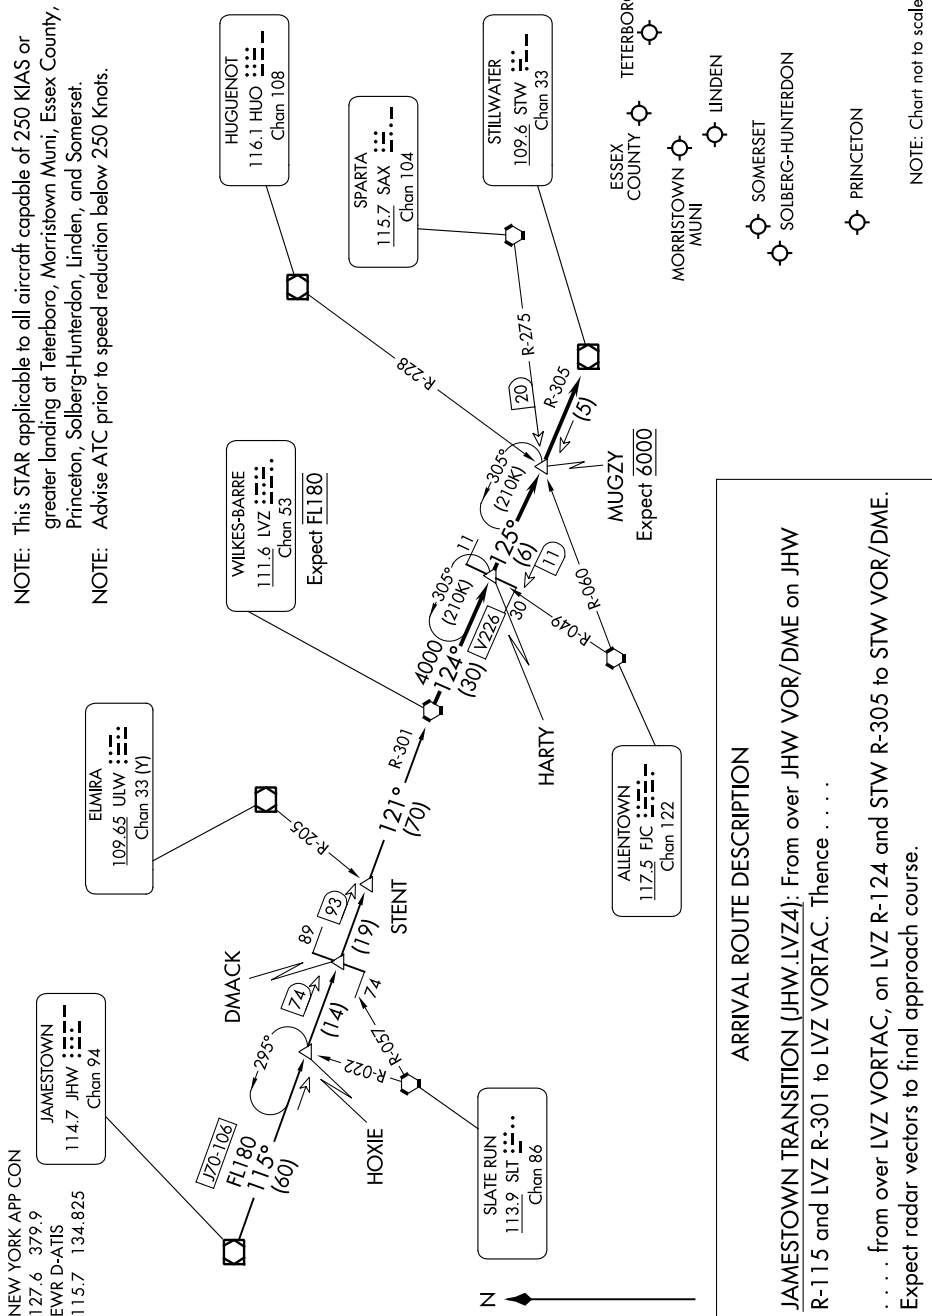 NEW YORK APP CON
127.6 379.9
EWR D-ATIS
115.7 134.825
NOTE: This STAR applicable to all aircraft capable of 250 KIAS or
greater landing at Teterboro, Morristown Muni, Essex County,
Princeton, Solberg-Hunterdon, Linden, and Somerset.
NOTE: Advise ATC prior to speed reduction below 250 Knots.
JAMESTOWN
114.7 JHW
Chan 94
ELMIRA
109.65 ULW
Chan 33 (Y)
WILKES-BARRE
111.6 LVZ
Chan 53
Expect FL180
HUGUENOT
116.1 HUO
Chan 108
SPARTA
115.7 SAX
Chan 104
STILLWATER
109.6 STW
Chan 33
SLATE RUN
113.9 SLT
Chan 86
ALLENTOWN
117.5 FJC
Chan 122
J70-106
FL180
115°
(60)
295°
HOXIE
R-022
R-057
74
(14)
74
DMACK
89
93
(19)
STENT
R-205
121°
(70)
R-301
4000
124°
(30)
V226
305°
(210K)
11
30
HARTY
R-049
R-060
11
125°
(6)
305°
(210K)
MUGZY
Expect 6000
R-228
R-275
20
R-305
(5)
ESSEX
COUNTY
TETERBORO
MORRISTOWN
MUNI
LINDEN
SOMERSET
SOLBERG-HUNTERDON
PRINCETON
NOTE: Chart not to scale
N
ARRIVAL ROUTE DESCRIPTION
JAMESTOWN TRANSITION (JHW.LVZ4): From over JHW VOR/DME on JHW
R-115 and LVZ R-301 to LVZ VORTAC. Thence . . . .
. . . . from over LVZ VORTAC, on LVZ R-124 and STW R-305 to STW VOR/DME.
Expect radar vectors to final approach course.